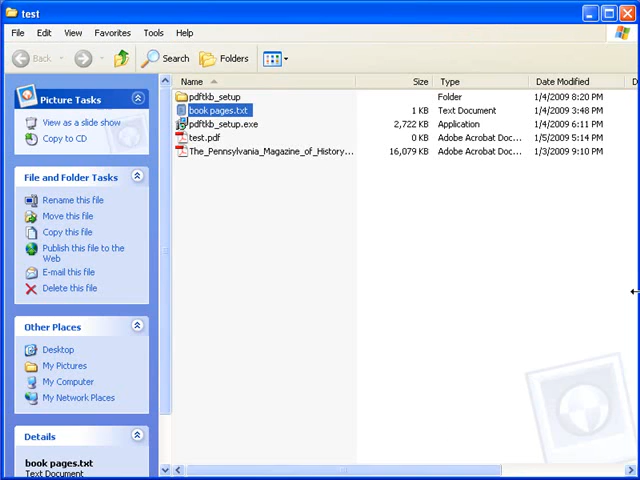 test
File Edit View Favorites Tools Help
Back Search Folders
Picture Tasks
View as a slide show
Copy to CD
File and Folder Tasks
Rename this file
Move this file
Copy this file
Publish this file to the
Web
E-mail this file
Delete this file
Other Places
Desktop
My Pictures
My Computer
My Network Places
Details
book pages.txt
Text Document
Name Size Type Date Modified D
pdftkb_setup Folder 1/4/2009 8:20 PM
book pages.txt 1 KB Text Document 1/4/2009 3:48 PM
pdftkb_setup.exe 2,722 KB Application 1/4/2009 6:11 PM
test.pdf 0 KB Adobe Acrobat Doc... 1/5/2009 5:14 PM
The_Pennsylvania_Magazine_of_History... 16,079 KB Adobe Acrobat Doc... 1/3/2009 9:10 PM